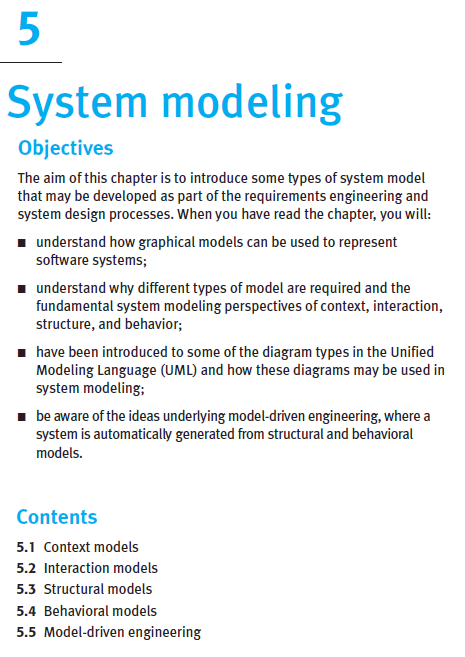 5
System modeling
Objectives
The aim of this chapter is to introduce some types of system model
that may be developed as part of the requirements engineering and
system design processes. When you have read the chapter, you will:
■ understand how graphical models can be used to represent
software systems;
■ understand why different types of model are required and the
fundamental system modeling perspectives of context, interaction,
structure, and behavior;
■ have been introduced to some of the diagram types in the Unified
Modeling Language (UML) and how these diagrams may be used in
system modeling;
■ be aware of the ideas underlying model-driven engineering, where a
system is automatically generated from structural and behavioral
models.
Contents
5.1 Context models
5.2 Interaction models
5.3 Structural models
5.4 Behavioral models
5.5 Model-driven engineering